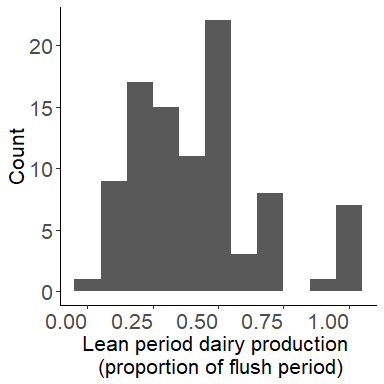 20
15
10
5
0
Count
0.00 0.25 0.50 0.75 1.00
Lean period dairy production
(proportion of flush period)